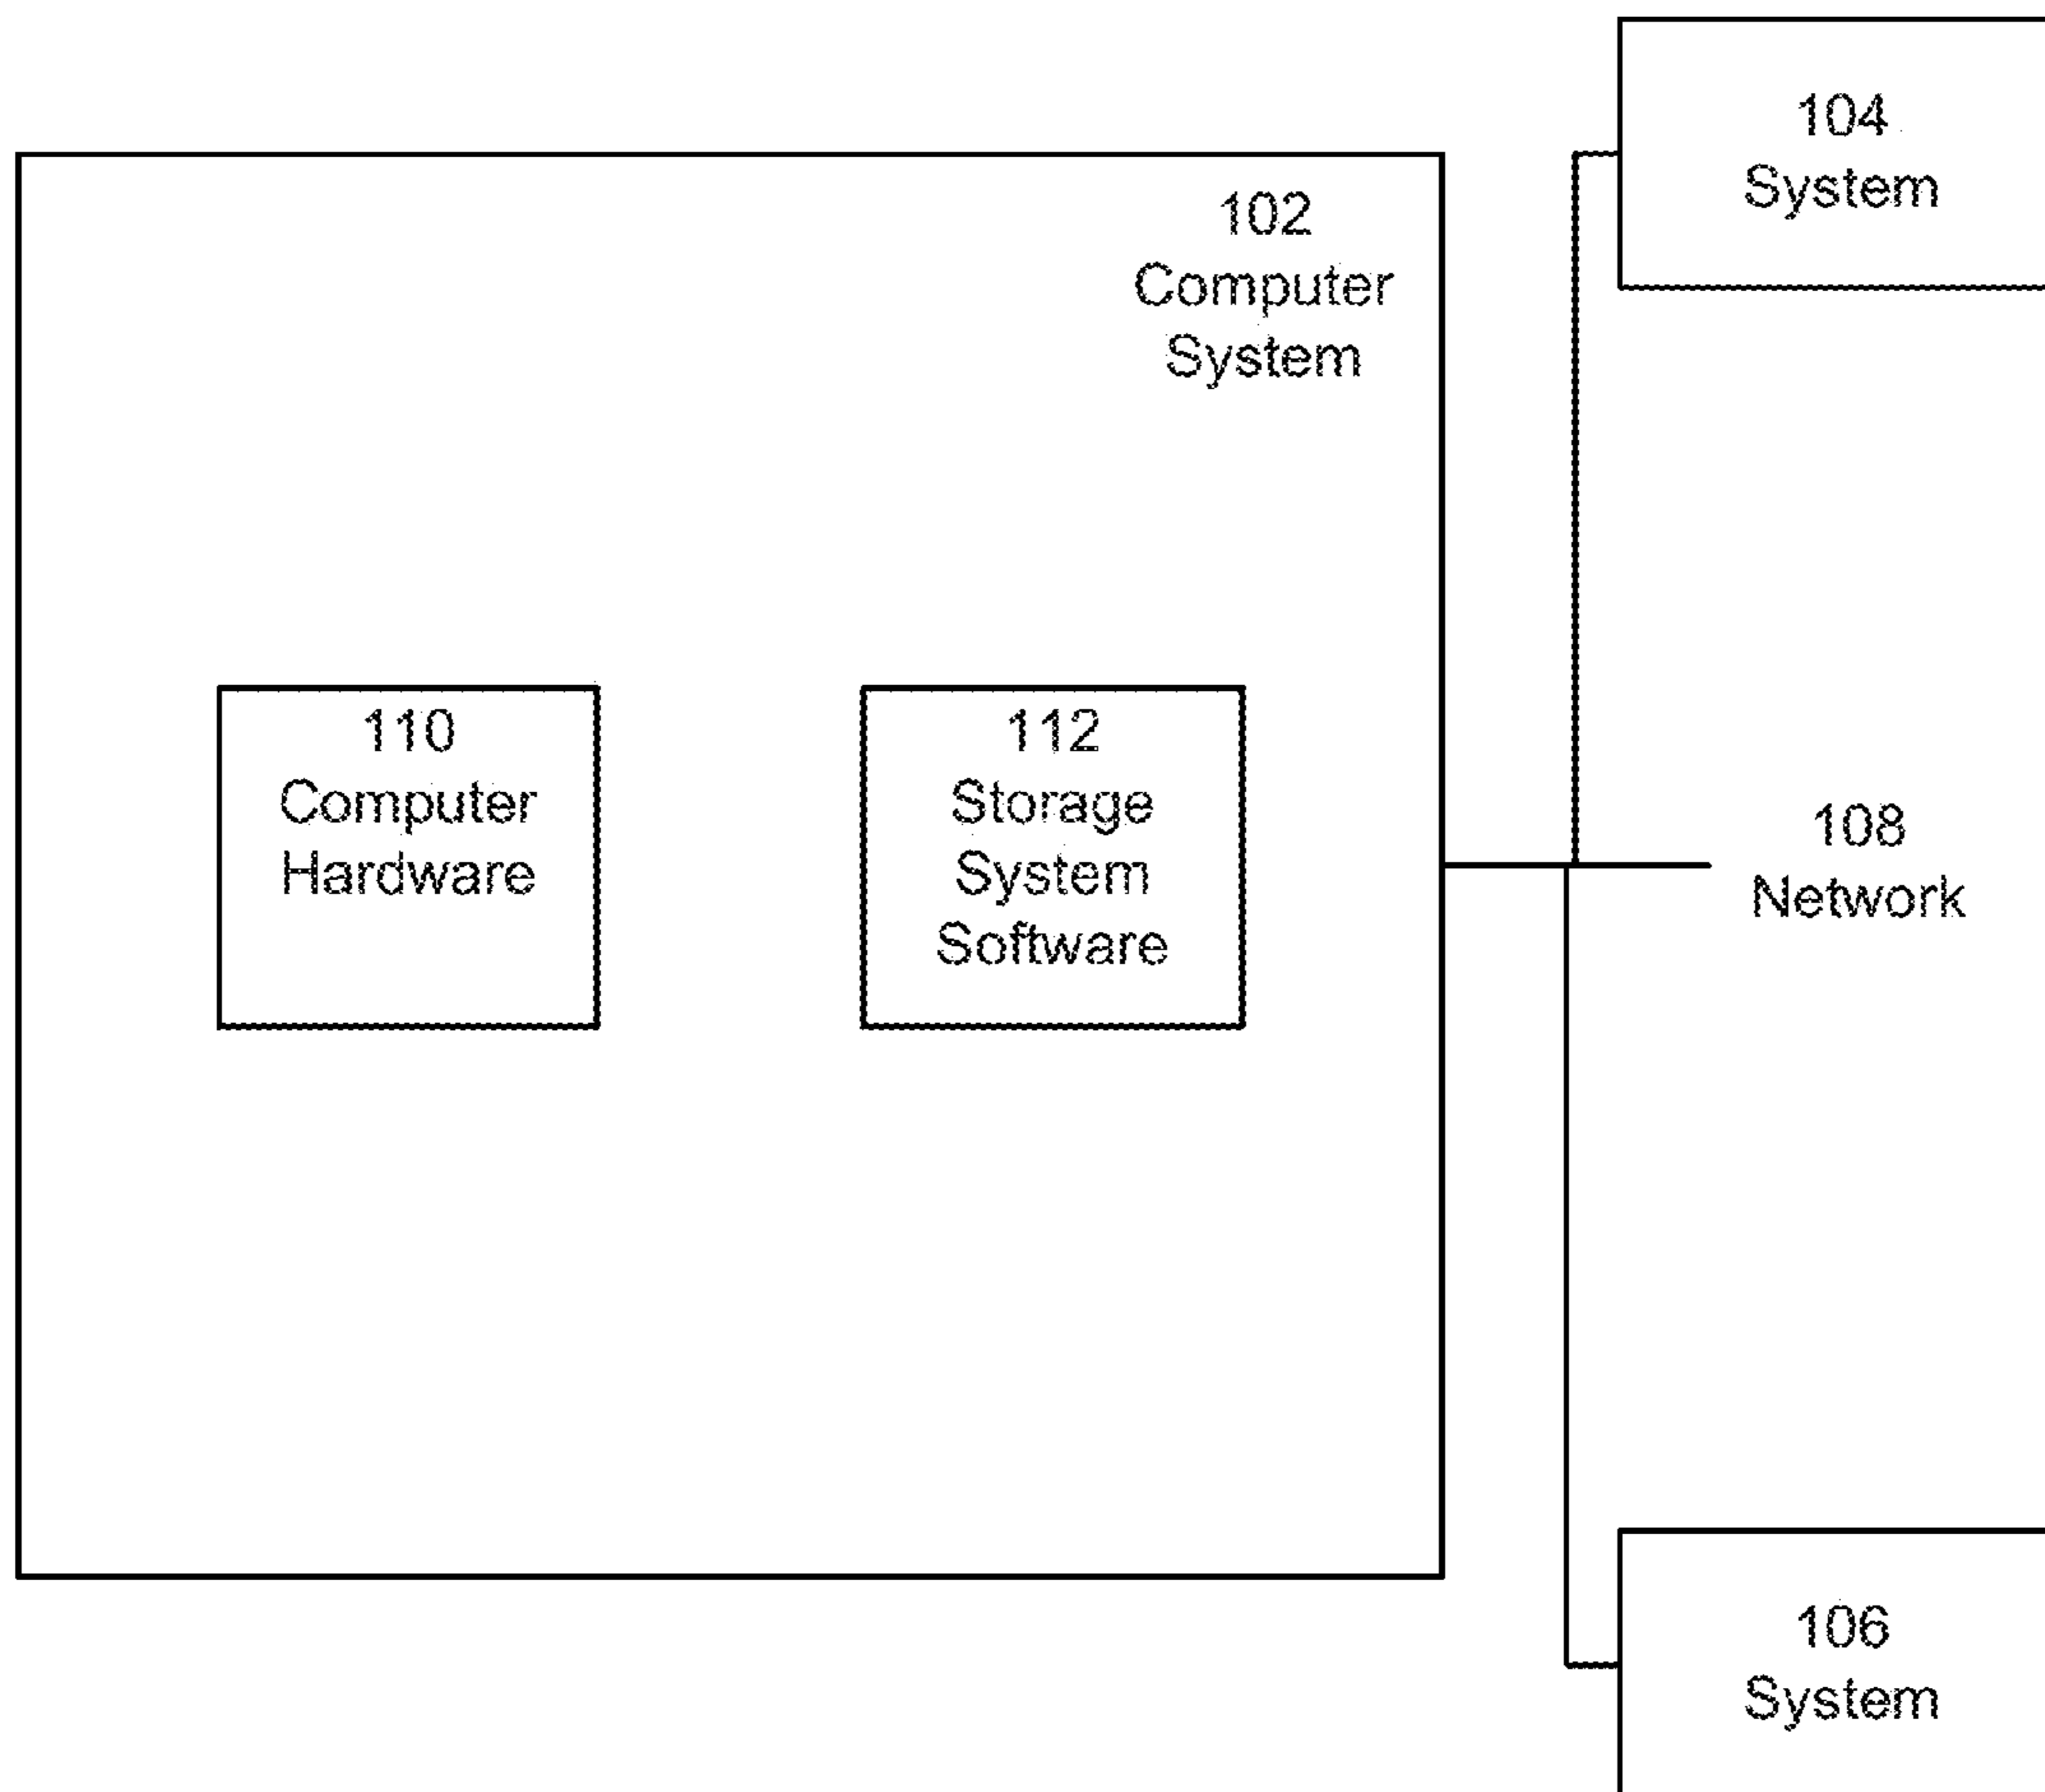 104
System
102
Computer
System
110
Computer
Hardware
112
Storage
System
Software
108
Network
106
System